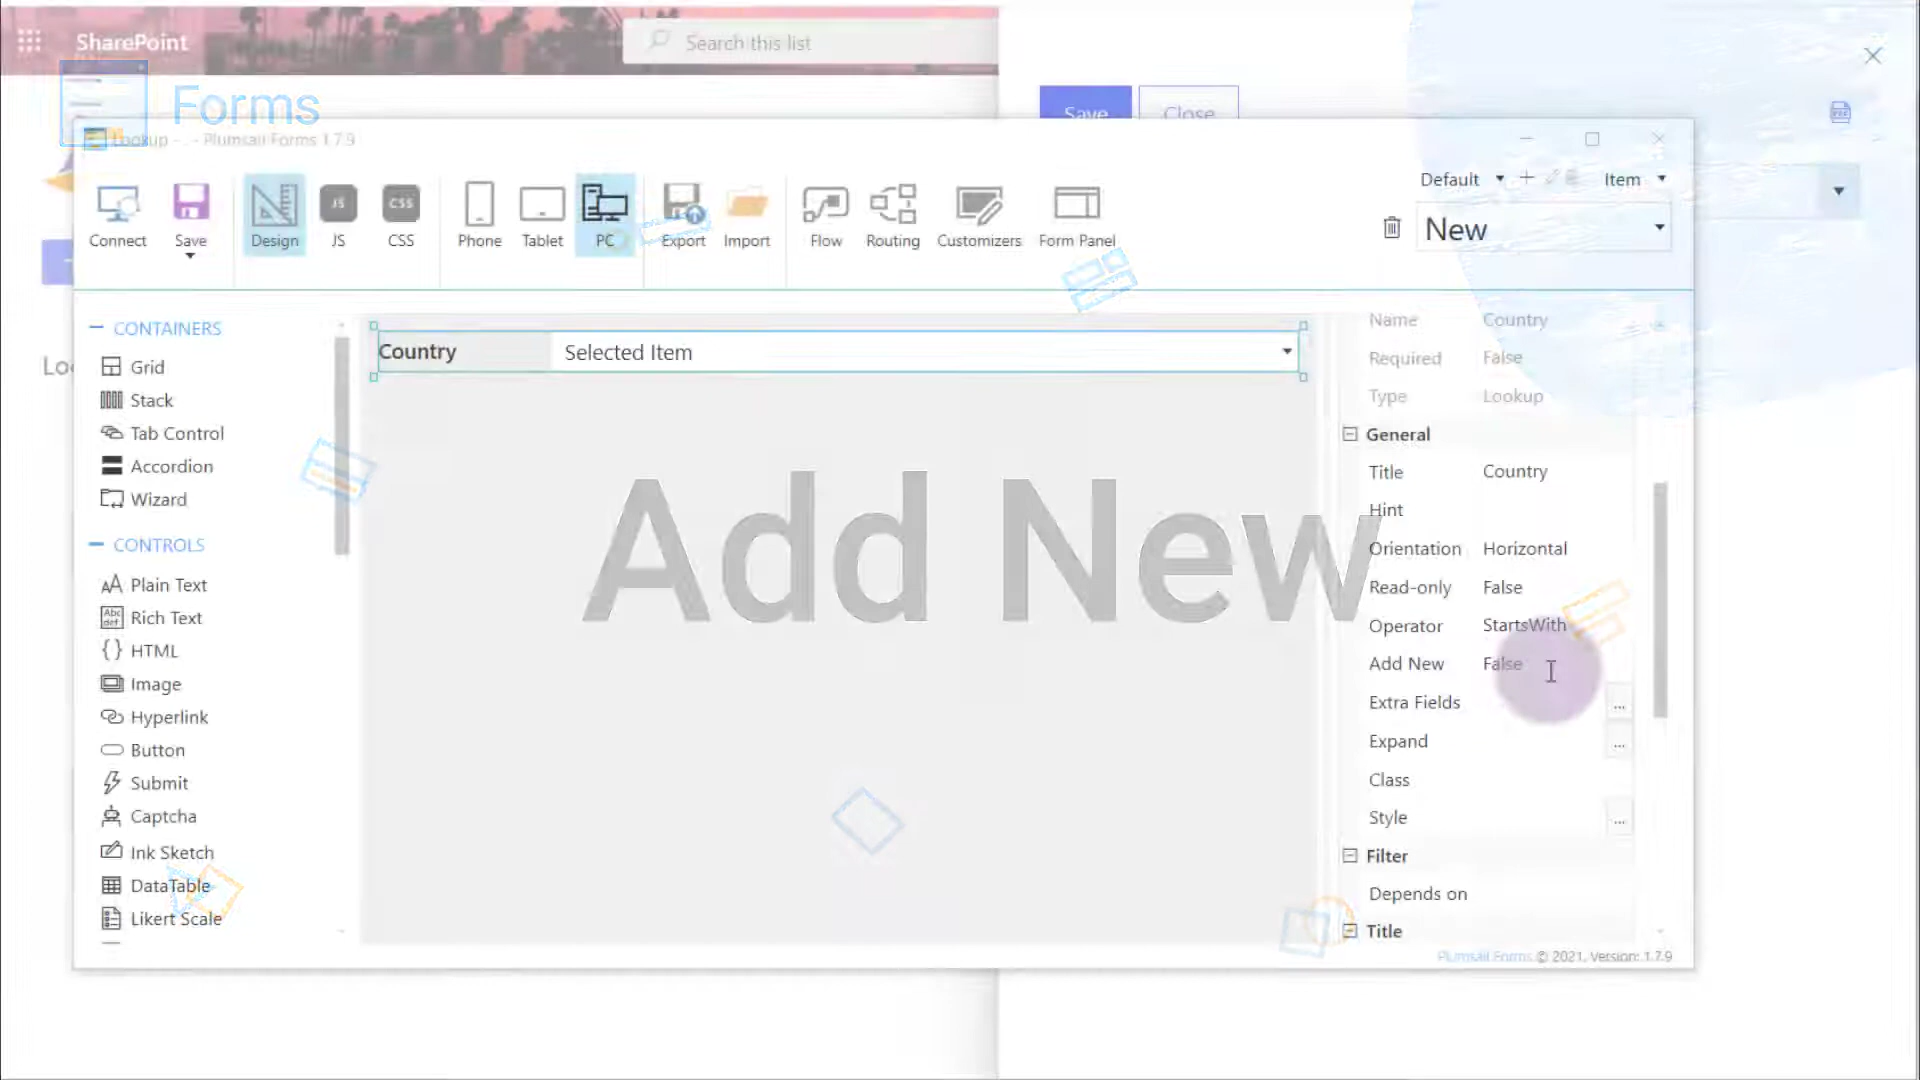 SharePoint
Search this list
Forms
Save
Close
Lookup - . - Plumsail Forms 1.7.9
Connect
Save
Design
JS
JS
CSS
CSS
Phone
Tablet
PC
Export
Import
Flow
Routing
Customizers
Form Panel
Default
Item
New
CONTAINERS
Grid
Stack
Tab Control
Accordion
Wizard
CONTROLS
Plain Text
Abc
def
Rich Text
HTML
Image
Hyperlink
Button
Submit
Captcha
Ink Sketch
DataTable
Likert Scale
Loo
Country
Selected Item
Add New
Name Country
Required False
Type Lookup
General
Title Country
Hint
Orientation Horizontal
Read-only False
Operator StartsWith
Add New False
Extra Fields ...
Expand ...
Class
Style ...
Filter
Depends on
Title
Plumsail Forms © 2021, Version: 1.7.9